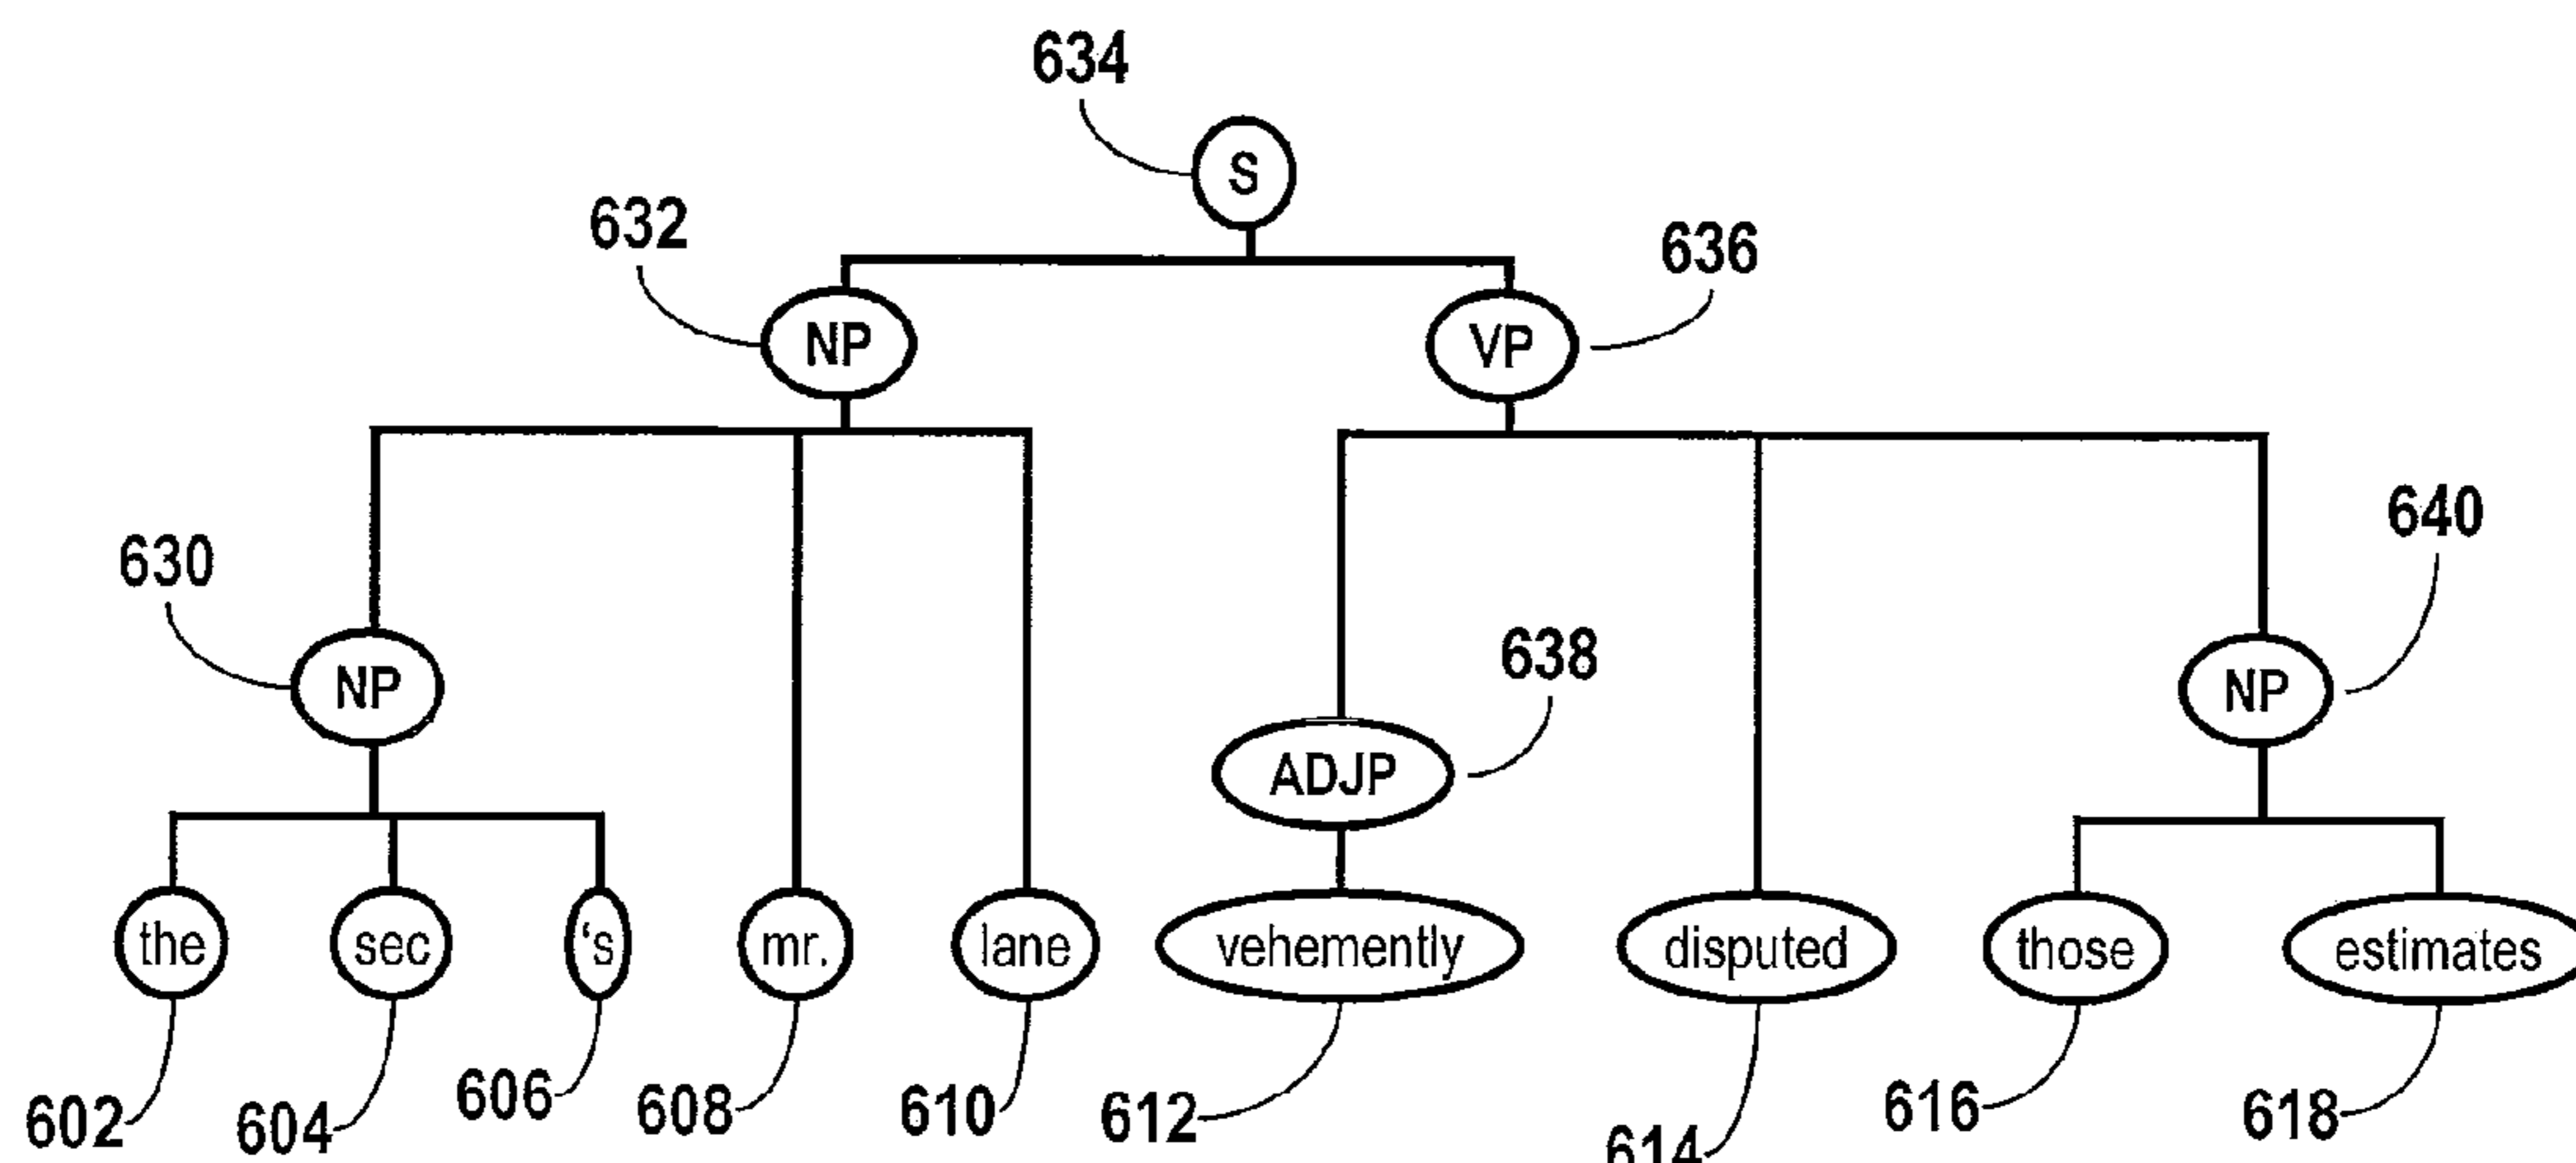 634
S
632
636
NP
VP
640
630
638
NP
NP
ADJP
the sec 's mr. lane vehemently disputed those estimates
602 604 606 608 610 612 614 616 618